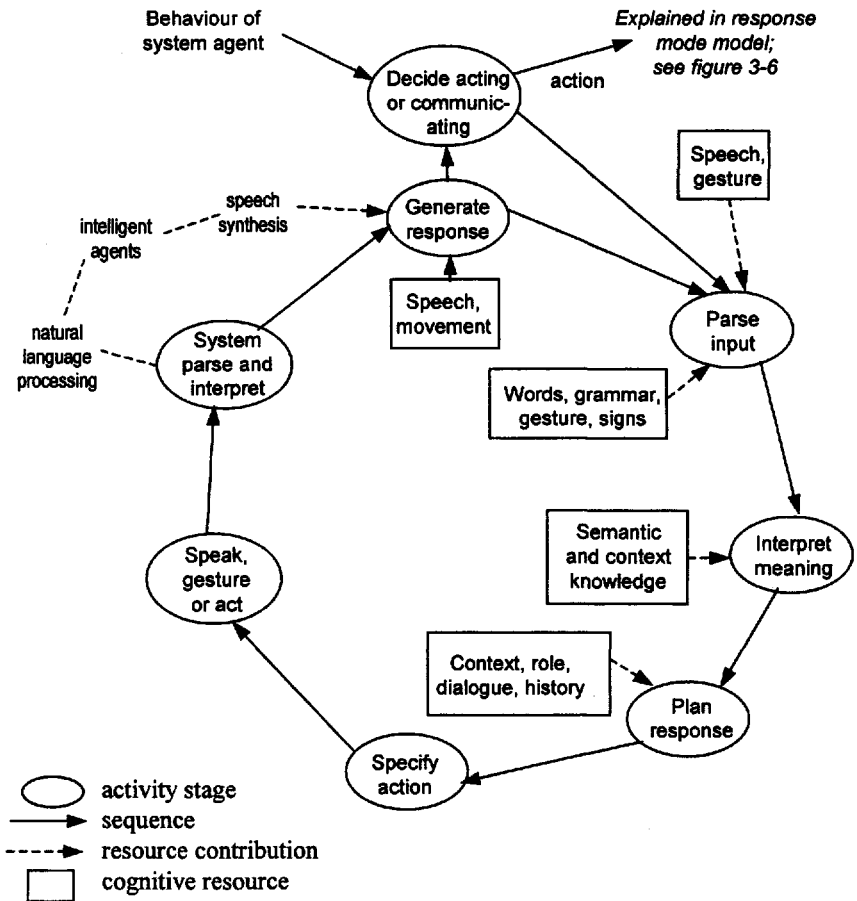 Behaviour of
system agent
Explained in response
mode model;
see figure 3-6
Decide acting
or communic-
ating
action
Speech,
gesture
speech
synthesis
Generate
response
intelligent
agents
Speech,
movement
Parse
input
natural
language
processing
System
parse and
interpret
Words, grammar,
gesture, signs
Speak,
gesture
or act
Semantic
and context
knowledge
Interpret
meaning
Context, role,
dialogue, history
Plan
response
Specify
action
activity stage
sequence
resource contribution
cognitive resource